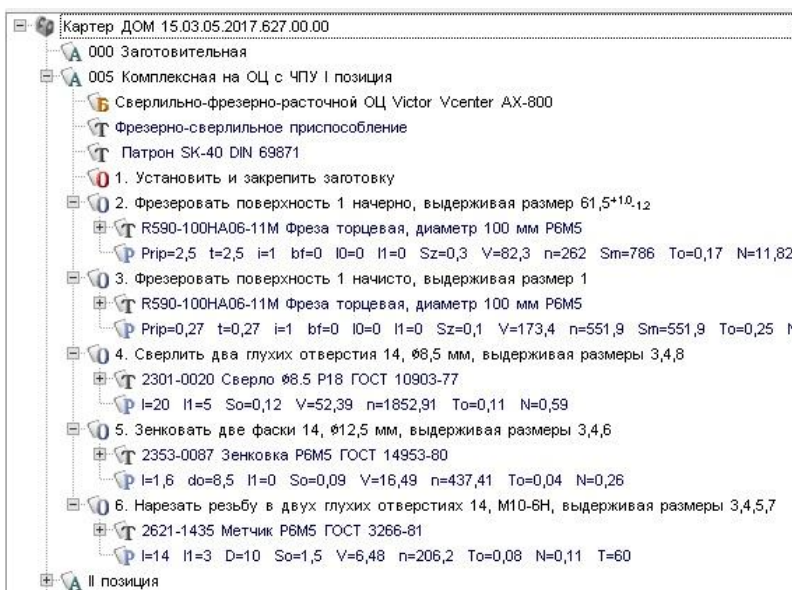 Картер ДОМ 15.03.05.2017.627.00.00
А 000 Заготовительная
А 005 Комплексная на ОЦ с ЧПУ I позиция
Б Сверлильно-фрезерно-расточной ОЦ Victor Vcenter AX-800
Т Фрезерно-сверлильное приспособление
Т Патрон SK-40 DIN 69871
О 1. Установить и закрепить заготовку
О 2. Фрезеровать поверхность 1 начерно, выдерживая размер 61,5+1,0-1,2
Т R590-100HA06-11M Фреза торцевая, диаметр 100 мм Р6М5
Р Prip=2,5 t=2,5 i=1 bf=0 l0=0 l1=0 Sz=0,3 V=82,3 n=262 Sm=786 To=0,17 N=11,82
О 3. Фрезеровать поверхность 1 начисто, выдерживая размер 1
Т R590-100HA06-11M Фреза торцевая, диаметр 100 мм Р6М5
Р Prip=0,27 t=0,27 i=1 bf=0 l0=0 l1=0 Sz=0,1 V=173,4 n=551,9 Sm=551,9 To=0,25
О 4. Сверлить два глухих отверстия 14, ø8,5 мм, выдерживая размеры 3,4,8
Т 2301-0020 Сверло ø8.5 Р18 ГОСТ 10903-77
Р l=20 l1=5 So=0,12 V=52,39 n=1852,91 To=0,11 N=0,59
О 5. Зенковать две фаски 14, ø12,5 мм, выдерживая размеры 3,4,6
Т 2353-0087 Зенковка Р6М5 ГОСТ 14953-80
Р l=1,6 do=8,5 l1=0 So=0,09 V=16,49 n=437,41 To=0,04 N=0,26
О 6. Нарезать резьбу в двух глухих отверстиях 14, М10-6Н, выдерживая размеры 3,4,5,7
Т 2621-1435 Метчик Р6М5 ГОСТ 3266-81
Р l=14 l1=3 D=10 So=1,5 V=6,48 n=206,2 To=0,08 N=0,11 T=60
А II позиция